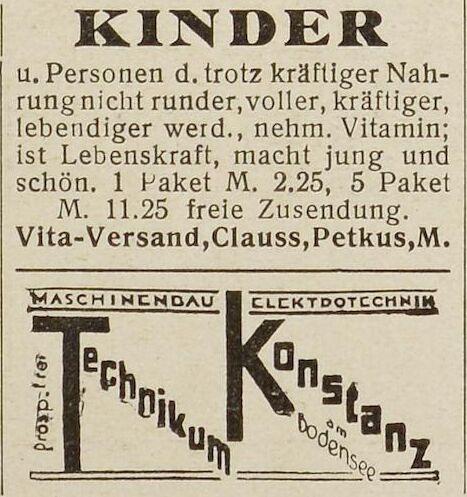 KINDER
u. Personen d. trotz kräftiger Nah-
rung nicht runder, voller, kräftiger,
lebendiger werd., nehm. Vitamin;
ist Lebenskraft, macht jung und
schön. 1 Paket M. 2.25, 5 Paket
M. 11.25 freie Zusendung.
Vita-Versand, Clauss, Petkus, M.
MASCHINENBAU ELEKTROTECHNIK
prosp. frei
Technikum
Konstanz
am
Bodensee